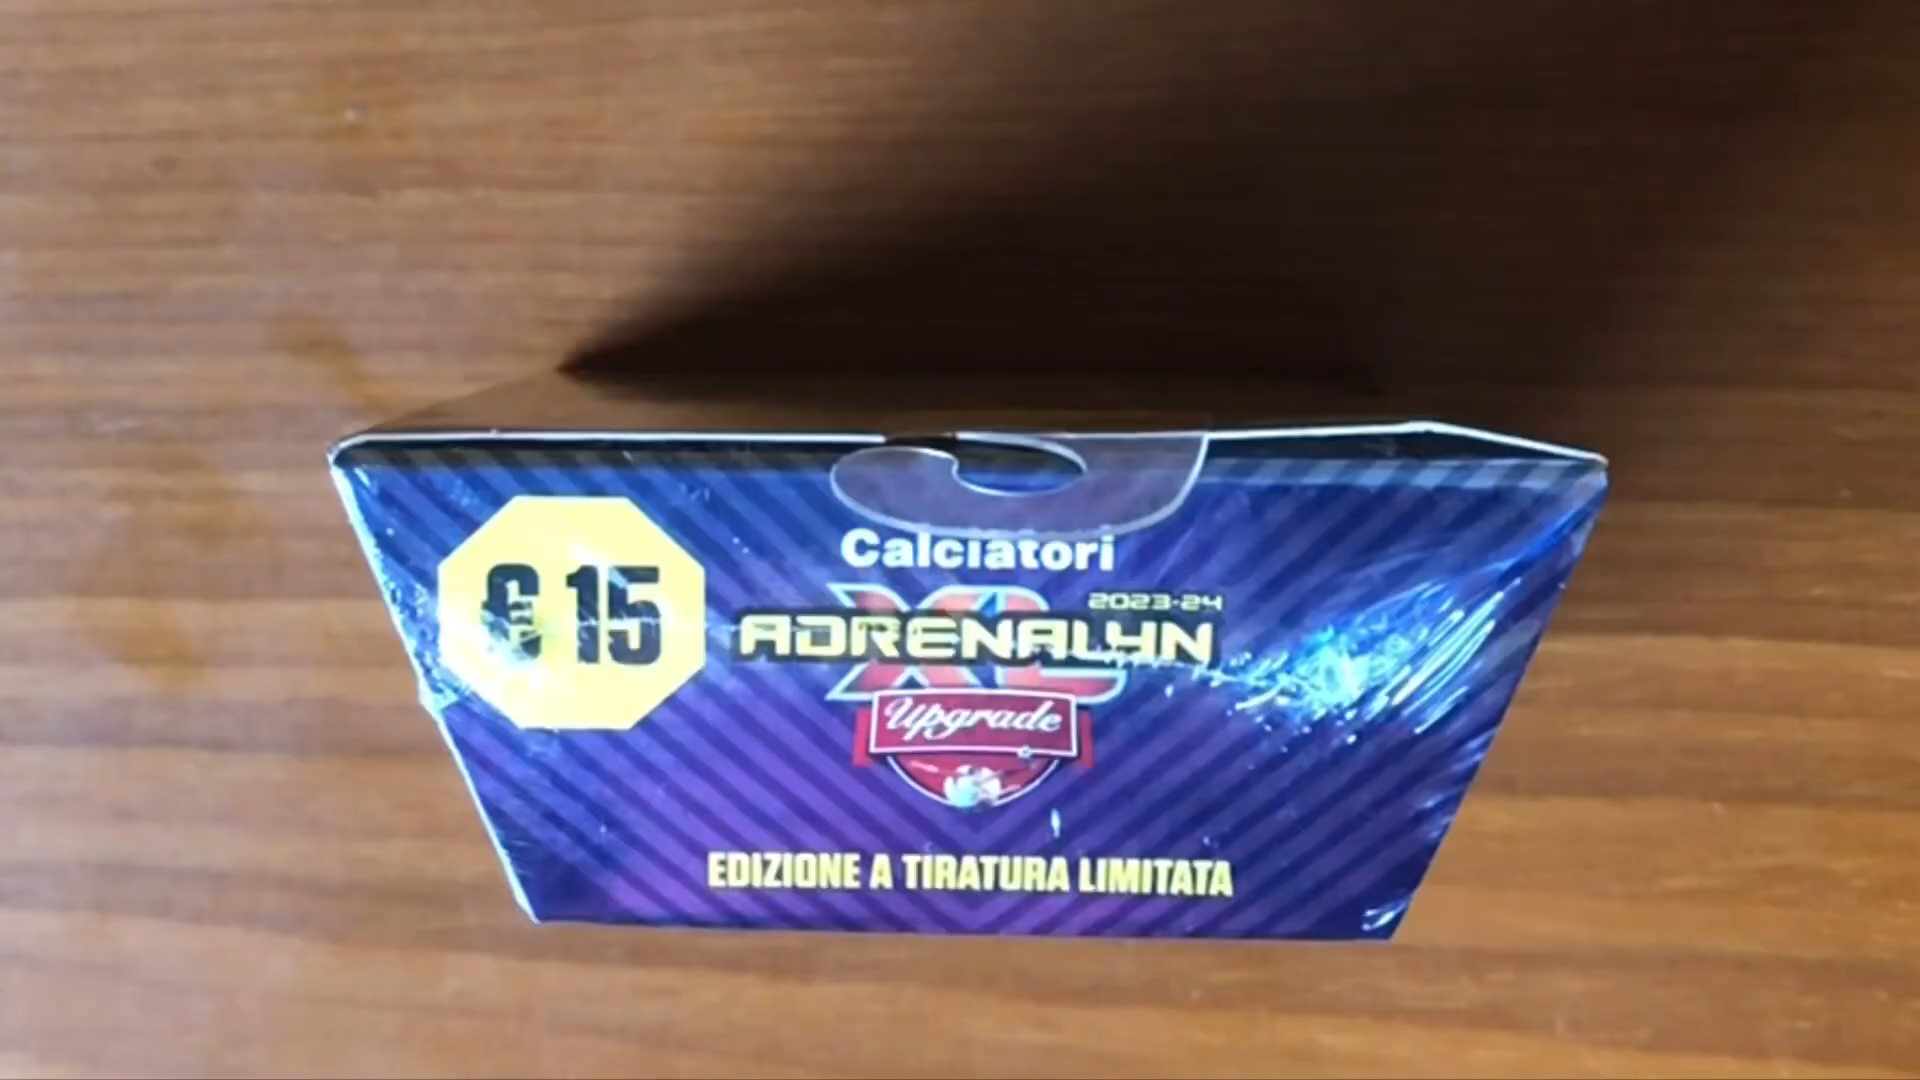 € 15
Calciatori
2023-24
XL
ADRENALYN
Upgrade
EDIZIONE A TIRATURA LIMITATA